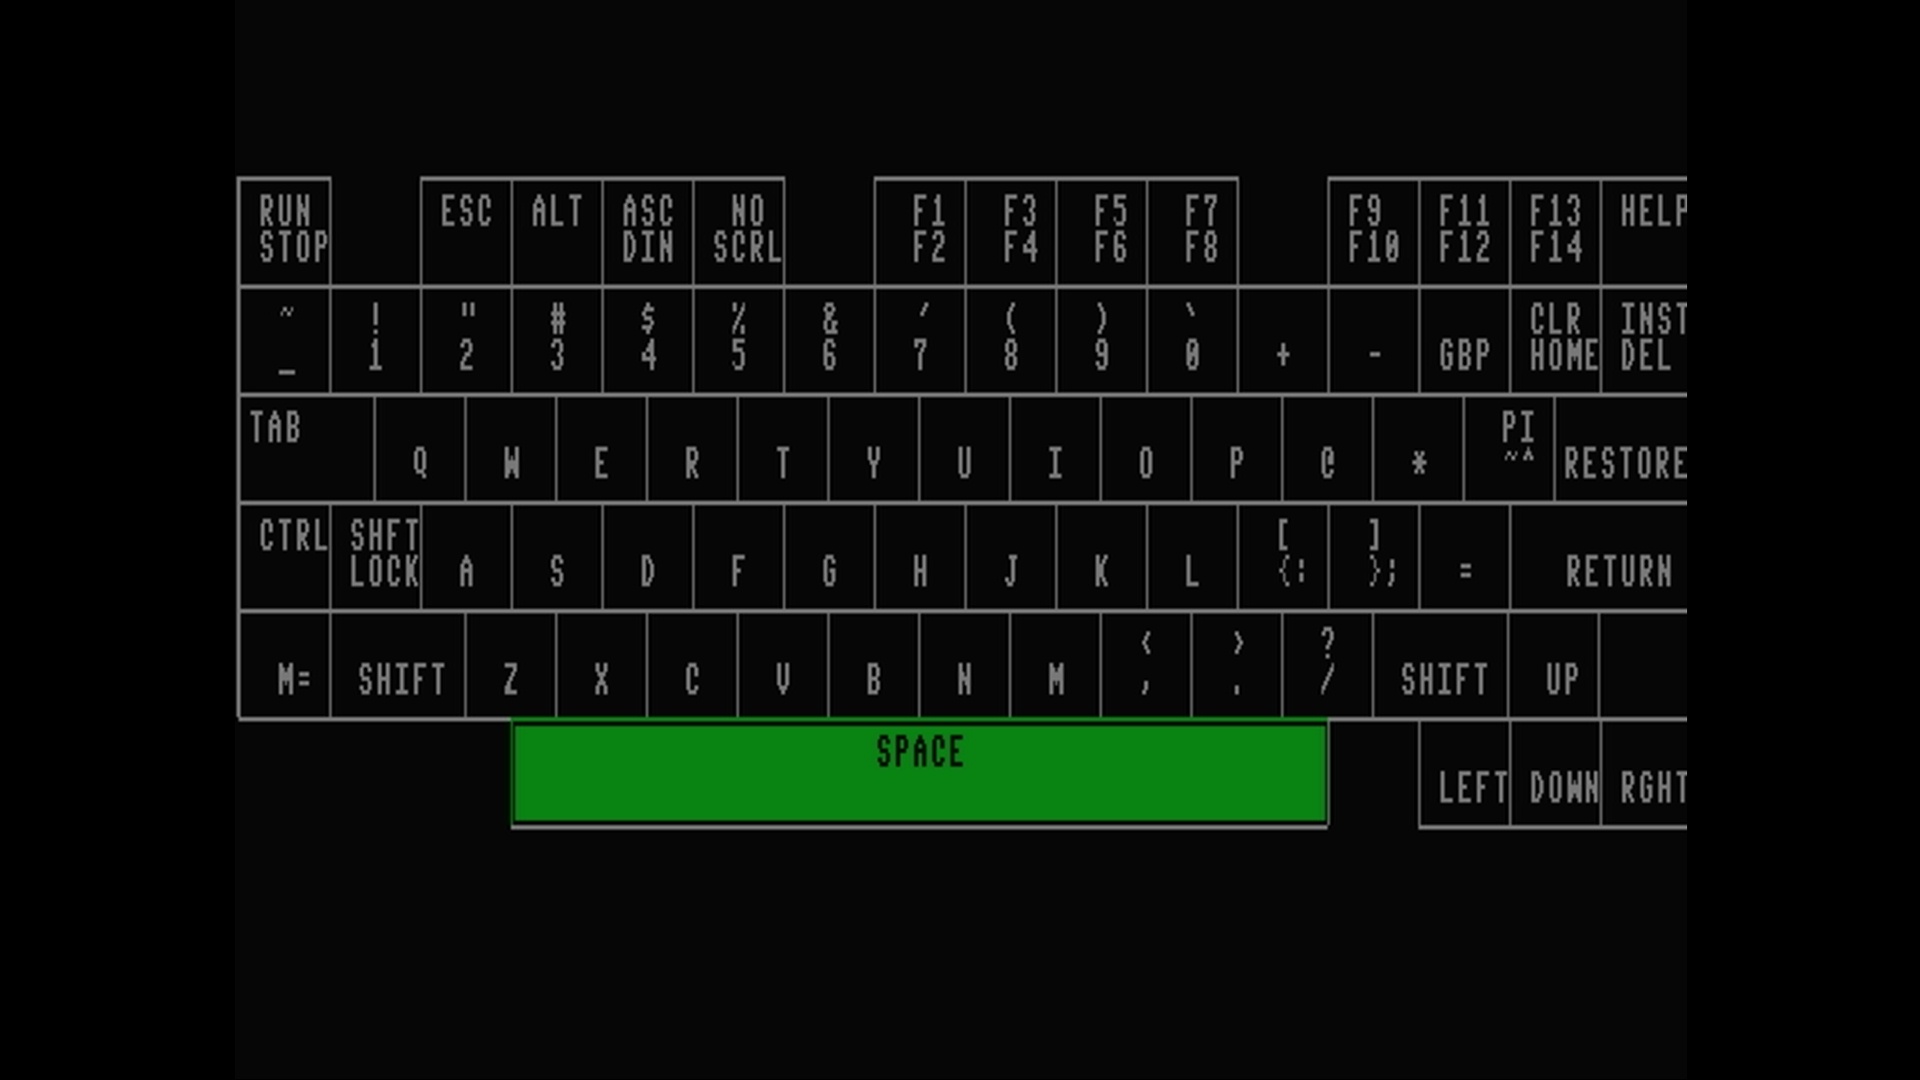 RUN ESC ALT ASC NO F1 F3 F5 F7 F9 F11 F13 HELP
STOP DIN SCRL F2 F4 F6 F8 F10 F12 F14
~ ! " # $ % & ' ( ) ` CLR INST
_ 1 2 3 4 5 6 7 8 9 0 + - GBP HOME DEL
TAB PI
Q W E R T Y U I O P @ * ~^ RESTORE
CTRL SHFT [ ]
LOCK A S D F G H J K L {: }; = RETURN
< > ?
M= SHIFT Z X C V B N M , . / SHIFT UP
SPACE
LEFT DOWN RGHT